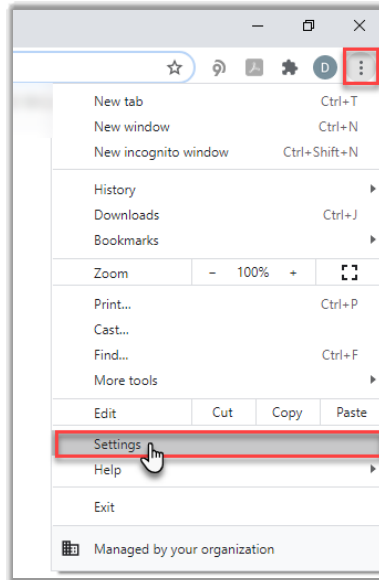 D
New tab Ctrl+T
New window Ctrl+N
New incognito window Ctrl+Shift+N
History
Downloads Ctrl+J
Bookmarks
Zoom - 100% +
Print... Ctrl+P
Cast...
Find... Ctrl+F
More tools
Edit Cut Copy Paste
Settings
Help
Exit
Managed by your organization